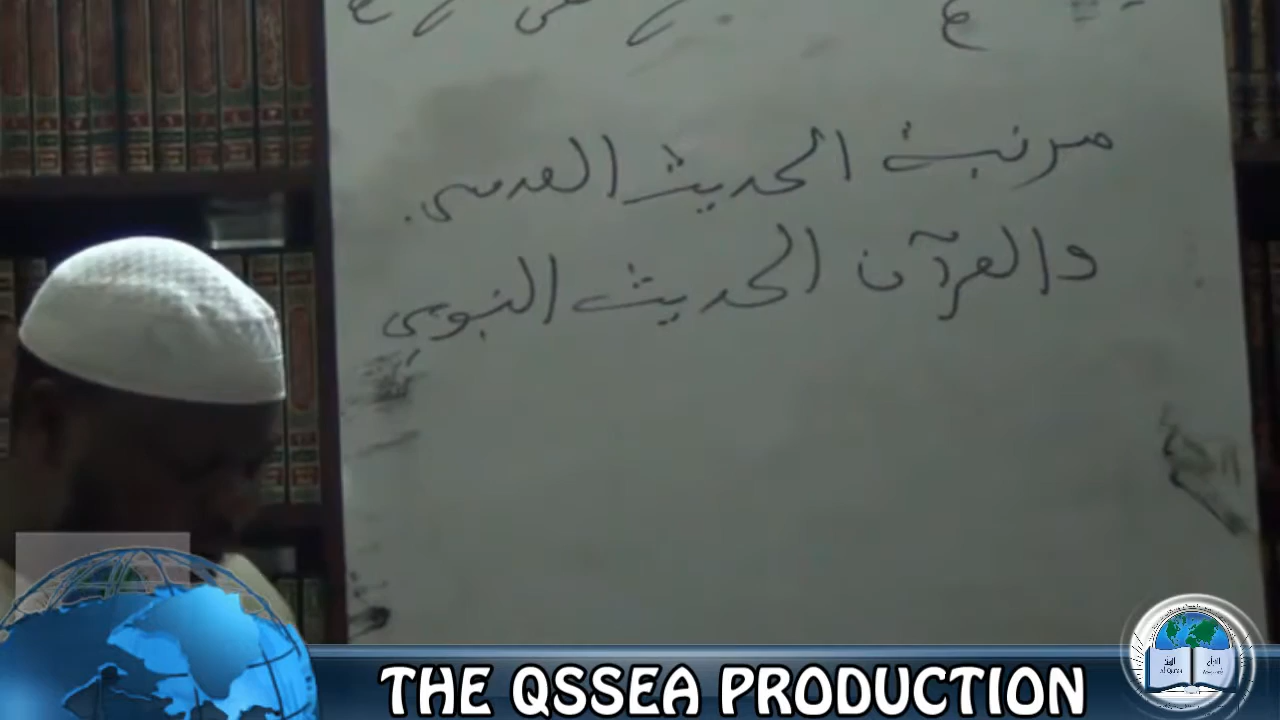 مرتبة الحديث القدسي.
والقرآن الحديث النبوي
THE QSSEA PRODUCTION